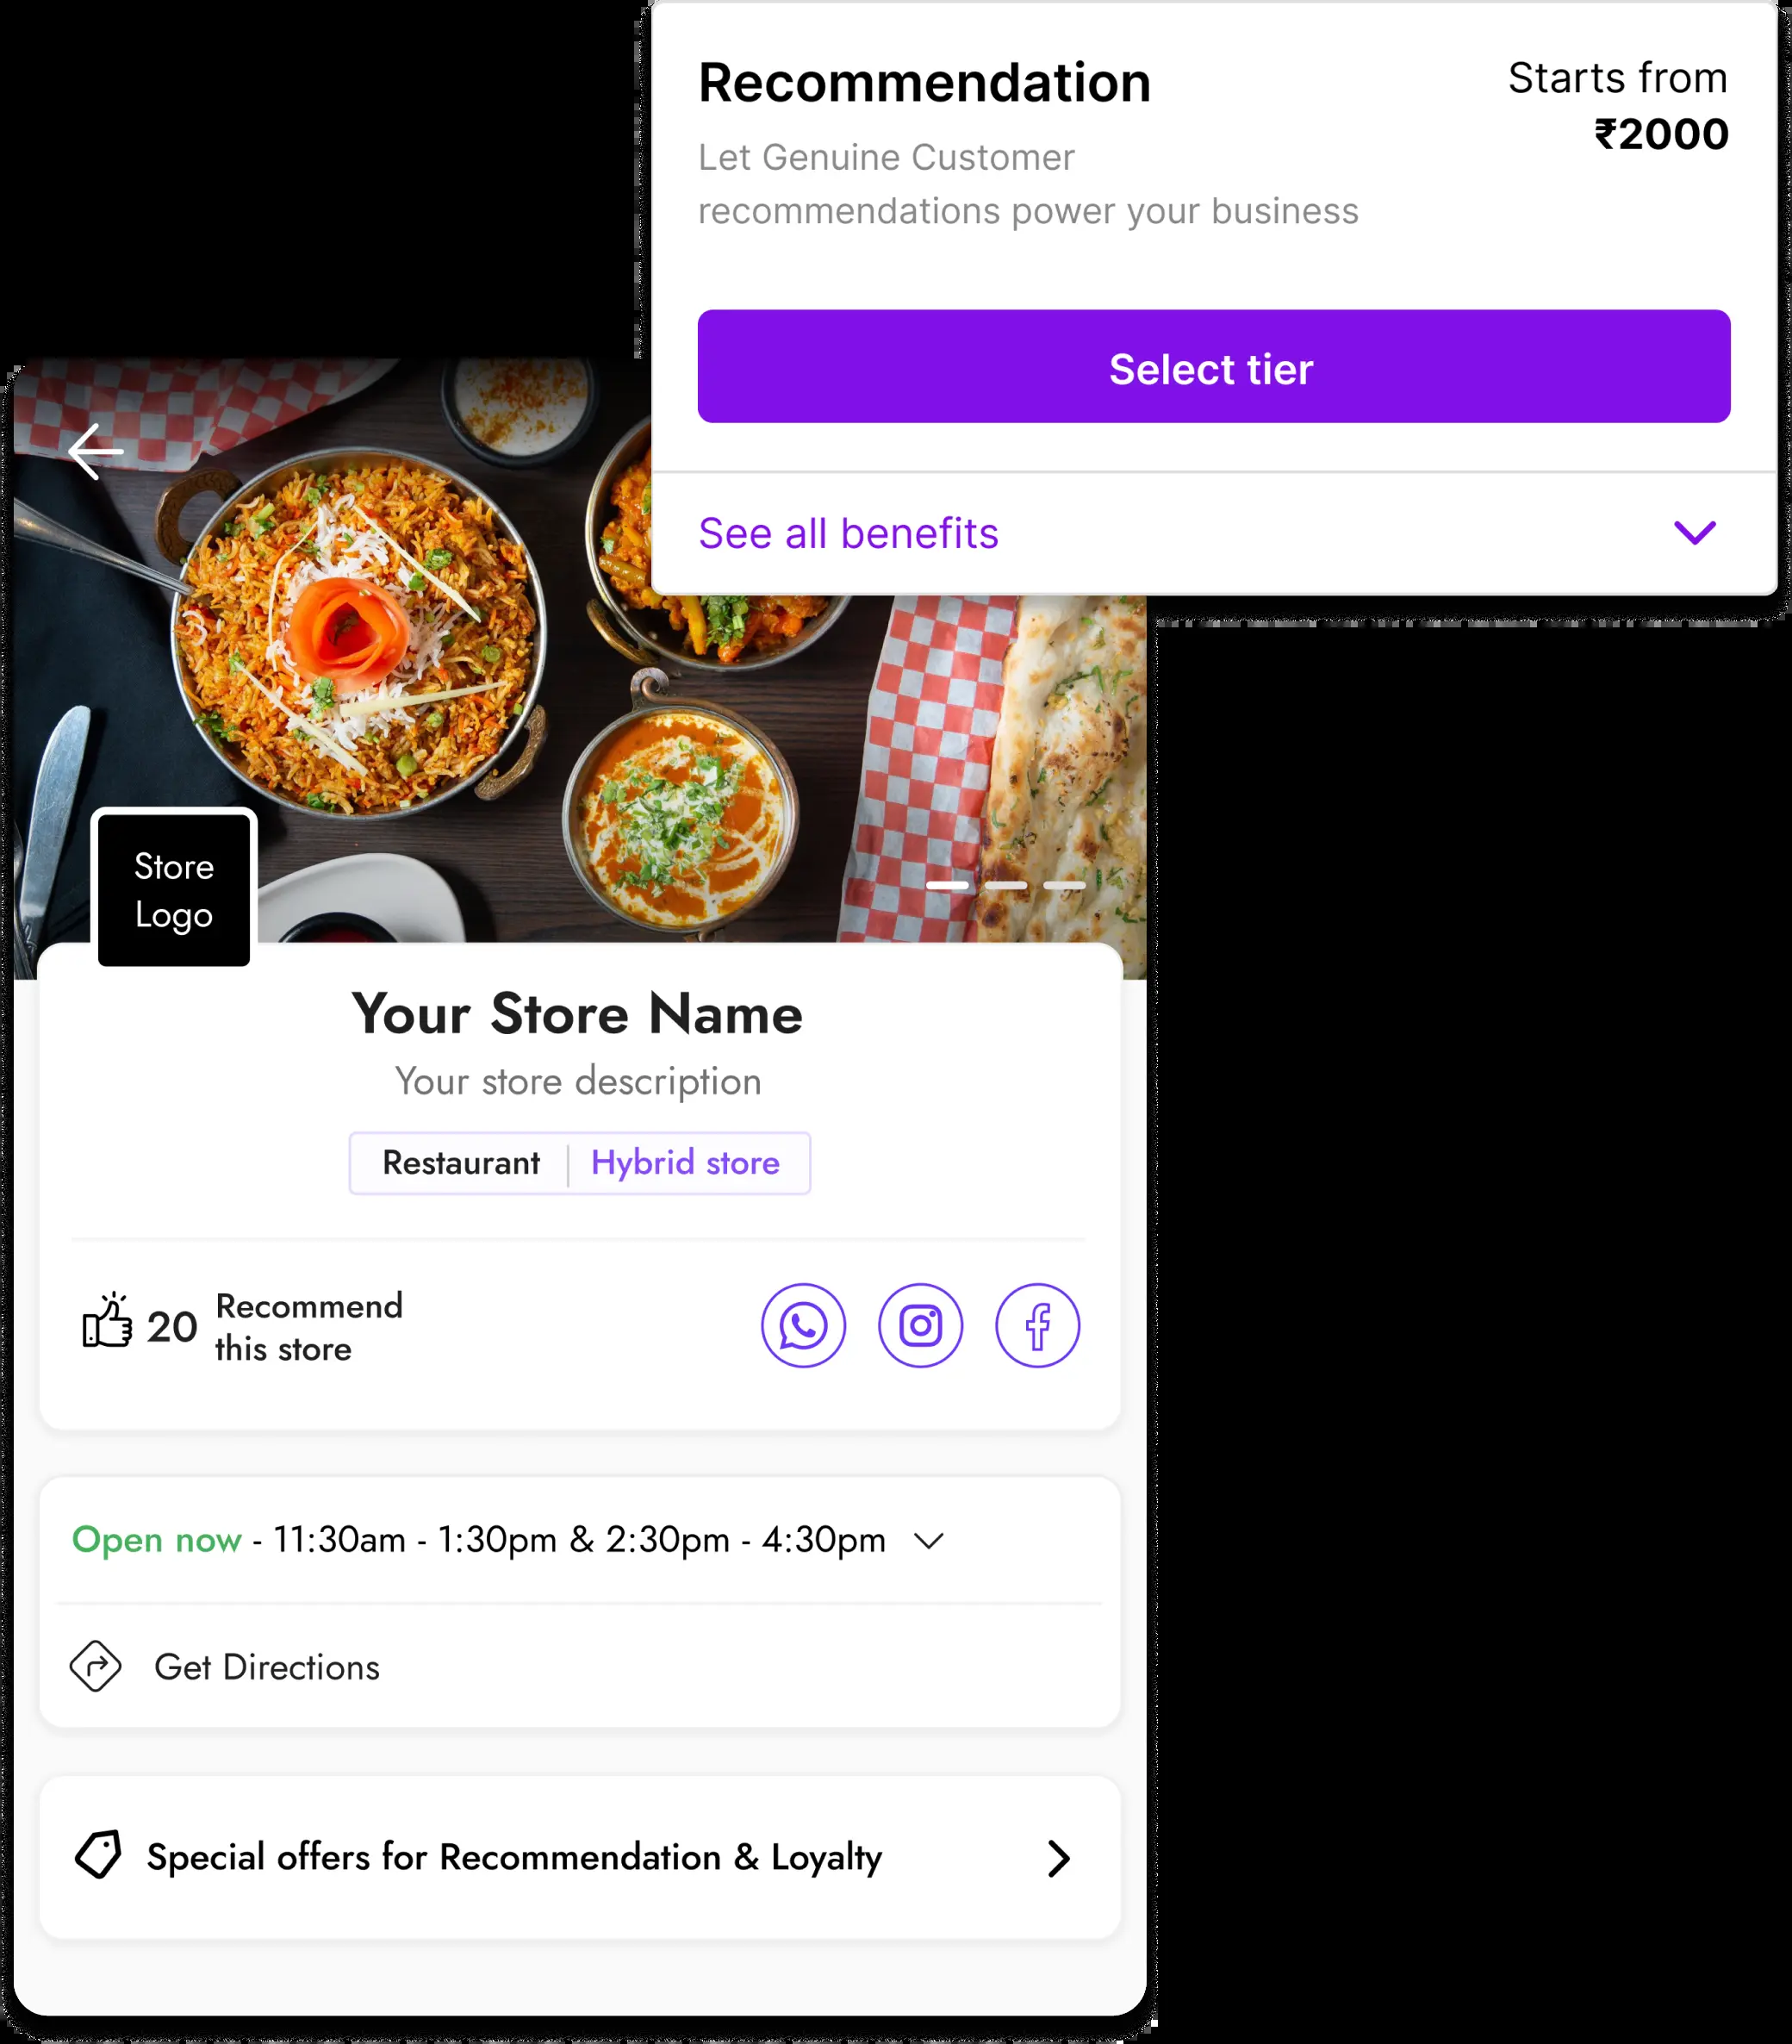 Recommendation
Starts from
₹2000
Let Genuine Customer
recommendations power your business
Select tier
See all benefits
Store
Logo
Your Store Name
Your store description
Restaurant
Hybrid store
20
Recommend
this store
Open now - 11:30am - 1:30pm & 2:30pm - 4:30pm
Get Directions
Special offers for Recommendation & Loyalty